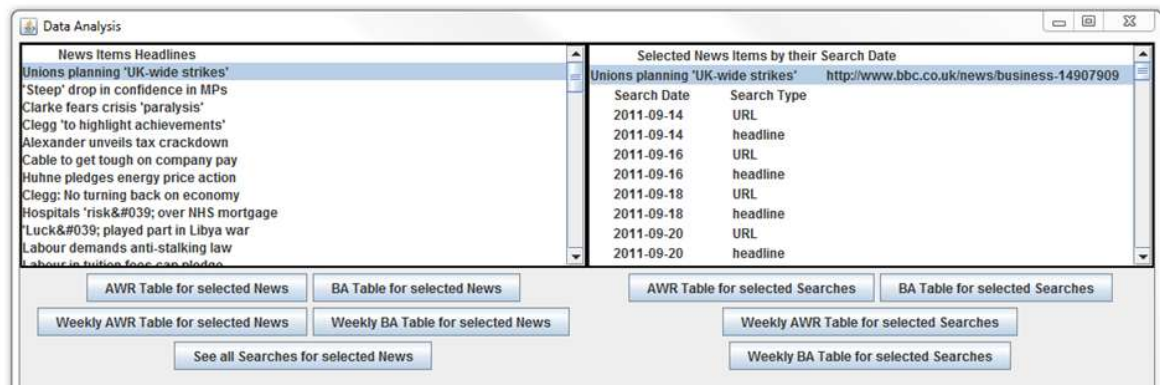 Data Analysis
News Items Headlines
Unions planning 'UK-wide strikes'
'Steep' drop in confidence in MPs
Clarke fears crisis 'paralysis'
Clegg 'to highlight achievements'
Alexander unveils tax crackdown
Cable to get tough on company pay
Huhne pledges energy price action
Clegg: No turning back on economy
Hospitals 'risk&#039; over NHS mortgage
'Luck&#039; played part in Libya war
Labour demands anti-stalking law
Labour in tuition fees cap pledge
AWR Table for selected News BA Table for selected News
Weekly AWR Table for selected News Weekly BA Table for selected News
See all Searches for selected News
Selected News Items by their Search Date
Unions planning 'UK-wide strikes' http://www.bbc.co.uk/news/business-14907909
Search Date Search Type
2011-09-14 URL
2011-09-14 headline
2011-09-16 URL
2011-09-16 headline
2011-09-18 URL
2011-09-18 headline
2011-09-20 URL
2011-09-20 headline
AWR Table for selected Searches BA Table for selected Searches
Weekly AWR Table for selected Searches
Weekly BA Table for selected Searches